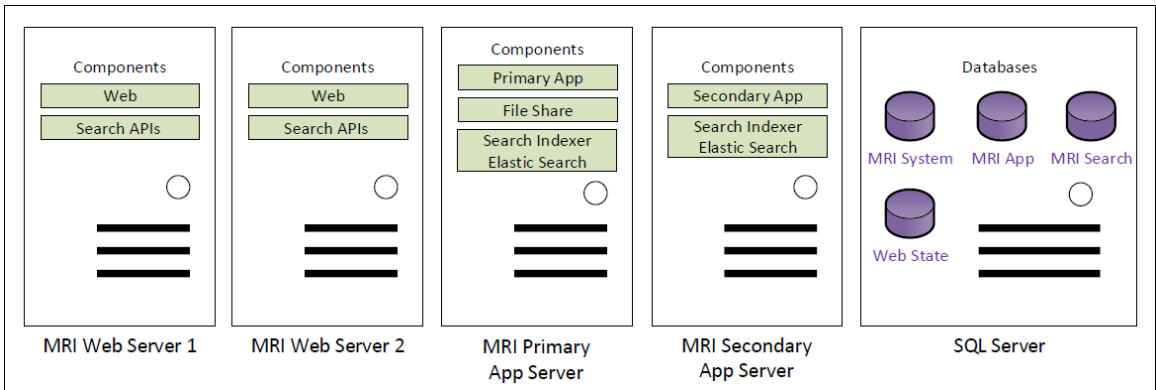 Components
Web
Search APIs
MRI Web Server 1
Components
Web
Search APIs
MRI Web Server 2
Components
Primary App
File Share
Search Indexer
Elastic Search
MRI Primary
App Server
Components
Secondary App
Search Indexer
Elastic Search
MRI Secondary
App Server
Databases
MRI System
MRI App
MRI Search
Web State
SQL Server